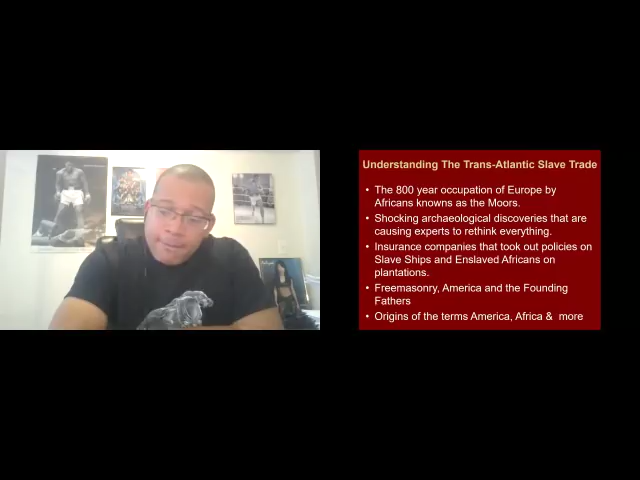 Understanding The Trans-Atlantic Slave Trade
• The 800 year occupation of Europe by
Africans knowns as the Moors.
• Shocking archaeological discoveries that are
causing experts to rethink everything.
• Insurance companies that took out policies on
Slave Ships and Enslaved Africans on
plantations.
• Freemasonry, America and the Founding
Fathers
• Origins of the terms America, Africa & more